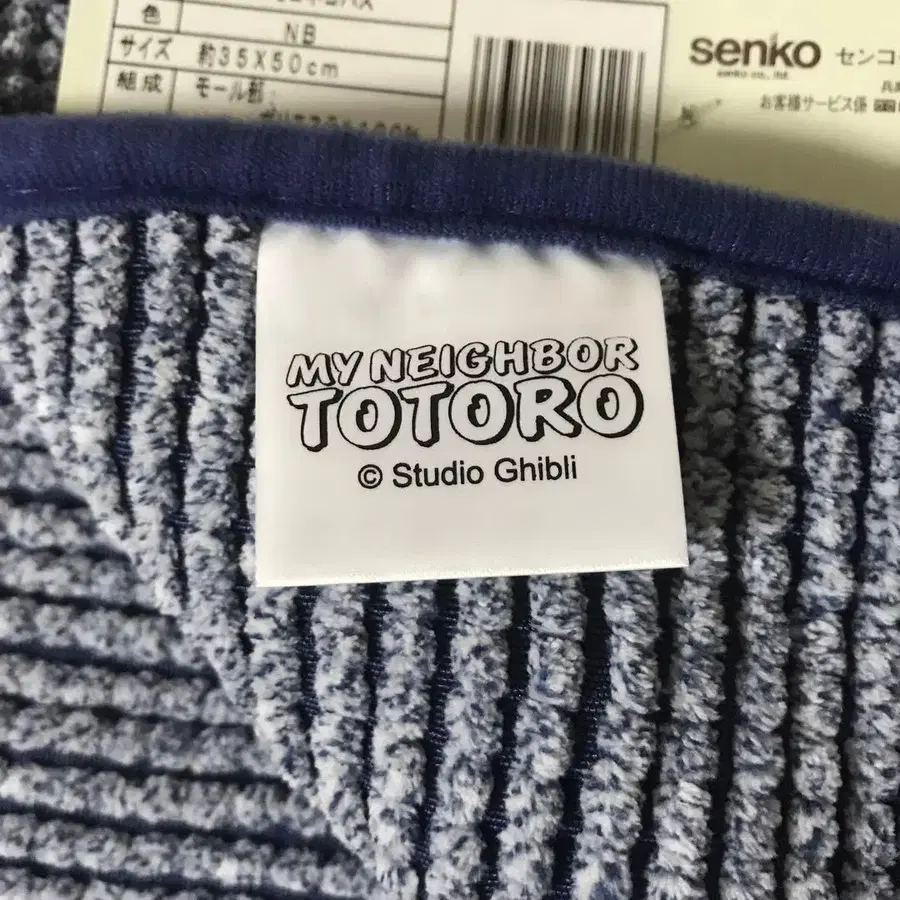 色 NB
サイズ 約35X50cm
組成 モール部:
senko
senko co., ltd.
センコー
お客様サービス係
MY NEIGHBOR
TOTORO
© Studio Ghibli